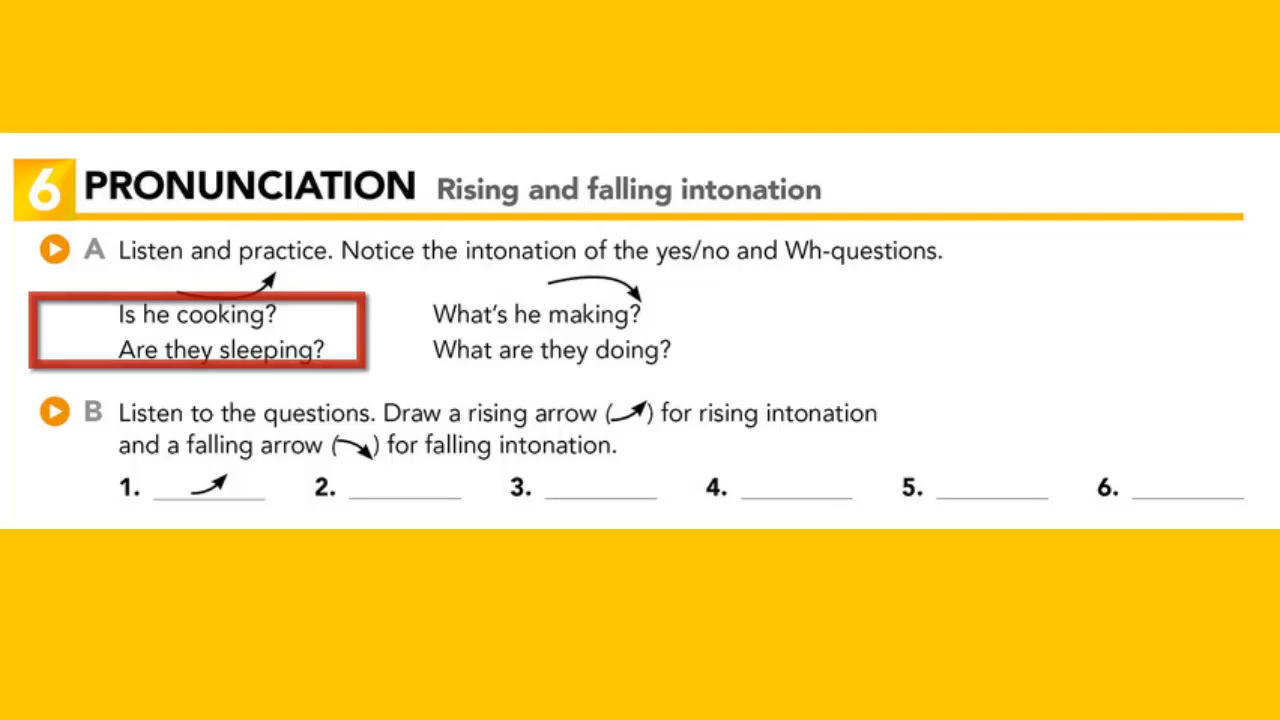 6 PRONUNCIATION Rising and falling intonation
A Listen and practice. Notice the intonation of the yes/no and Wh-questions.
Is he cooking? What's he making?
Are they sleeping? What are they doing?
B Listen to the questions. Draw a rising arrow ( ) for rising intonation
and a falling arrow ( ) for falling intonation.
1. 2. 3. 4. 5. 6.